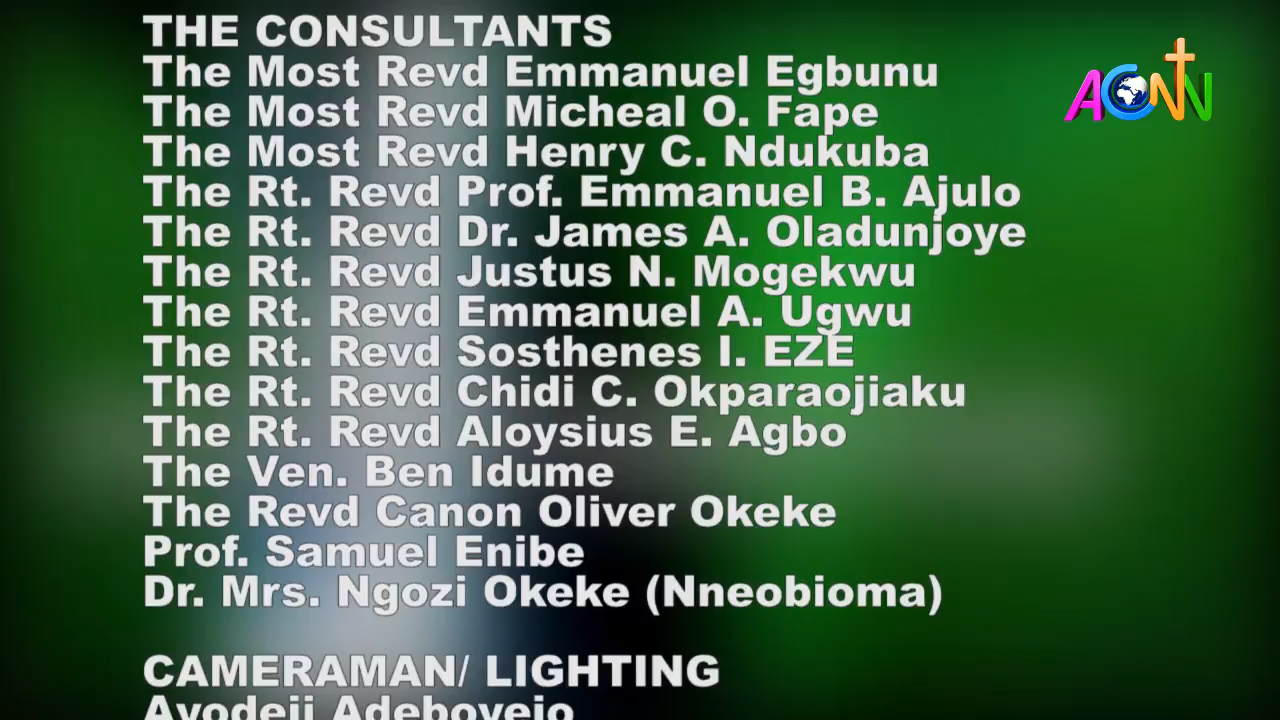 THE CONSULTANTS
The Most Revd Emmanuel Egbunu
The Most Revd Micheal O. Fape
The Most Revd Henry C. Ndukuba
The Rt. Revd Prof. Emmanuel B. Ajulo
The Rt. Revd Dr. James A. Oladunjoye
The Rt. Revd Justus N. Mogekwu
The Rt. Revd Emmanuel A. Ugwu
The Rt. Revd Sosthenes I. EZE
The Rt. Revd Chidi C. Okparaojiaku
The Rt. Revd Aloysius E. Agbo
The Ven. Ben Idume
The Revd Canon Oliver Okeke
Prof. Samuel Enibe
Dr. Mrs. Ngozi Okeke (Nneobioma)
CAMERAMAN/ LIGHTING
Ayodeji Adeboyejo
ACNN